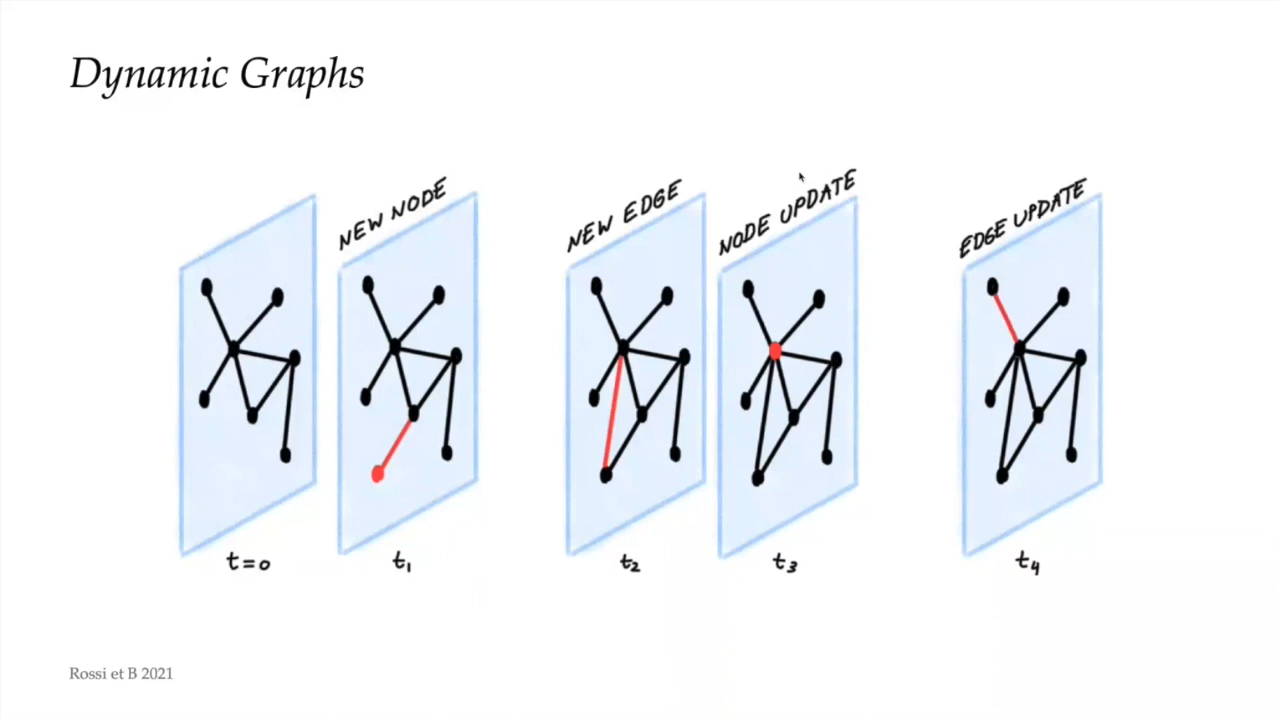 Dynamic Graphs
NEW NODE
NEW EDGE
NODE UPDATE
EDGE UPDATE
t=0
t₁
t₂
t₃
t₄
Rossi et B 2021